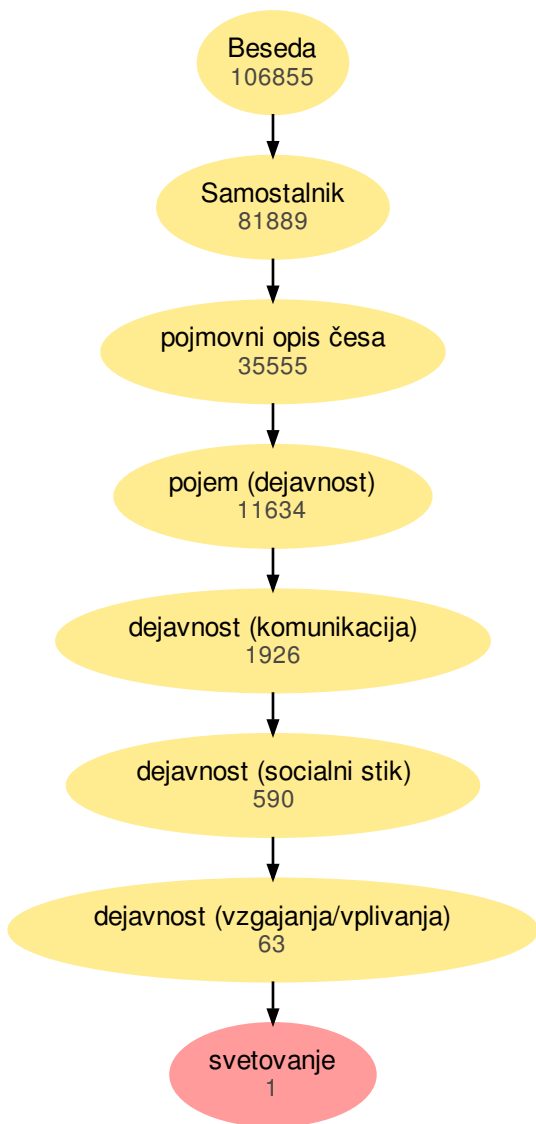 Beseda
106855
Samostalnik
81889
pojmovni opis česa
35555
pojem (dejavnost)
11634
dejavnost (komunikacija)
1926
dejavnost (socialni stik)
590
dejavnost (vzgajanja/vplivanja)
63
svetovanje
1